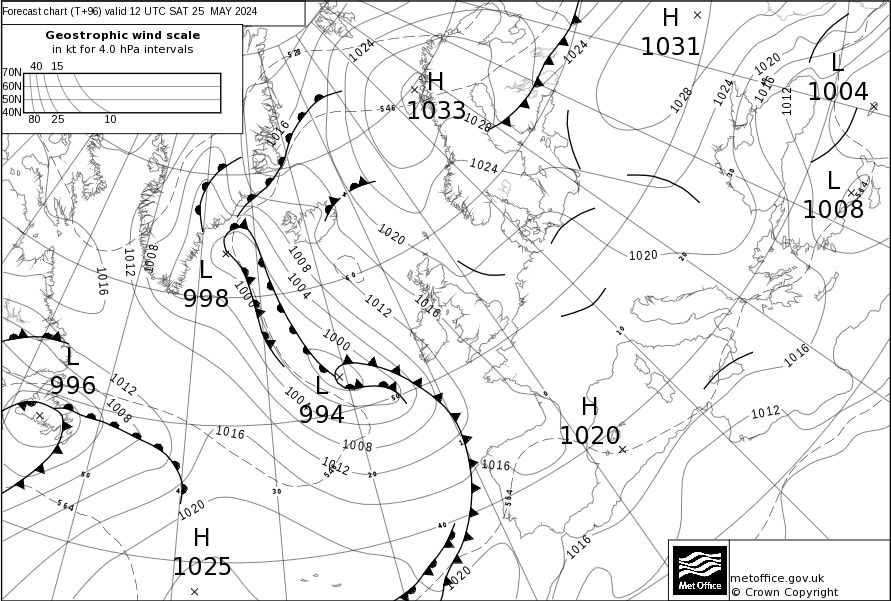 Forecast chart (T+96) valid 12 UTC SAT 25 MAY 2024
Geostrophic wind scale
in kt for 4.0 hPa intervals
40 15
70N
60N
50N
40N
80 25 10
H
1031
H
1033
L
1004
L
1008
L
998
L
996
L
994
H
1020
H
1025
528
1024
1024
1020
1016
1012
1028
1024
546
1028
1016
1024
1020
1020
1008
1012
1016
1008
1004
1000
1012
1016
1000
1016
1012
1008
1004
1012
1016
1008
1012
1016
1020
1016
1020
564
564
564
60
50
50
40
40
30
30
20
20
10
0
Met Office
metoffice.gov.uk
© Crown Copyright